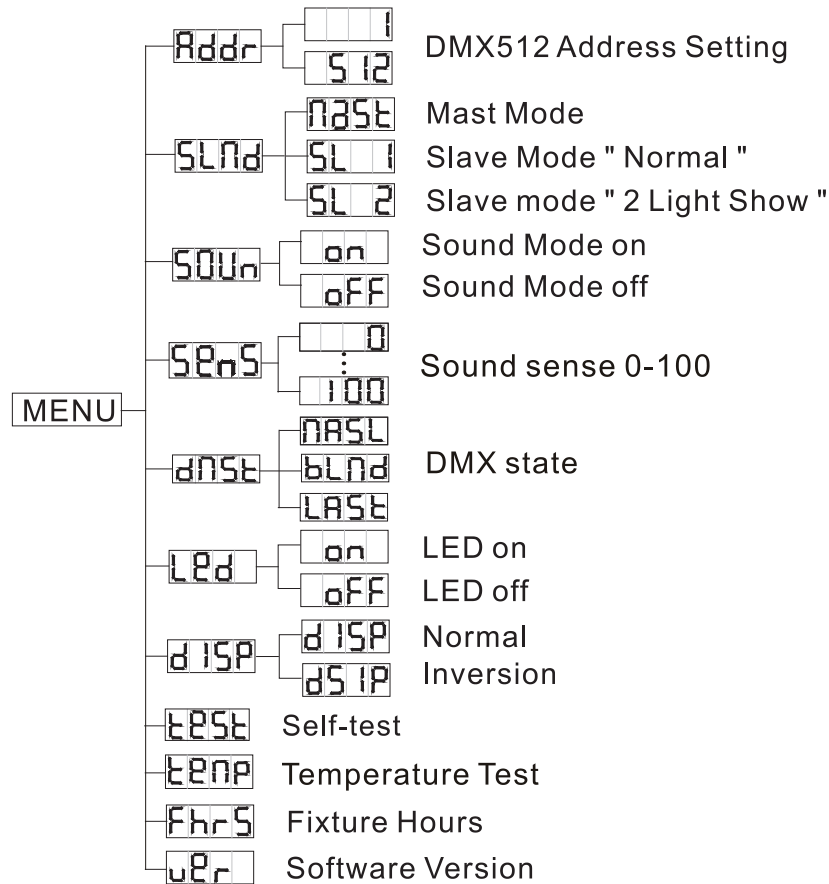 Addr
1
512
DMX512 Address Setting
SLMd
MaSt
Mast Mode
SL 1
Slave Mode " Normal "
SL 2
Slave mode " 2 Light Show "
SOUn
on
Sound Mode on
oFF
Sound Mode off
SenS
0
100
Sound sense 0-100
MENU
dMSt
MASL
bLMd
LASt
DMX state
Led
on
LED on
oFF
LED off
dISP
dISP
Normal
dSIP
Inversion
teSt
Self-test
teMP
Temperature Test
FhrS
Fixture Hours
ver
Software Version